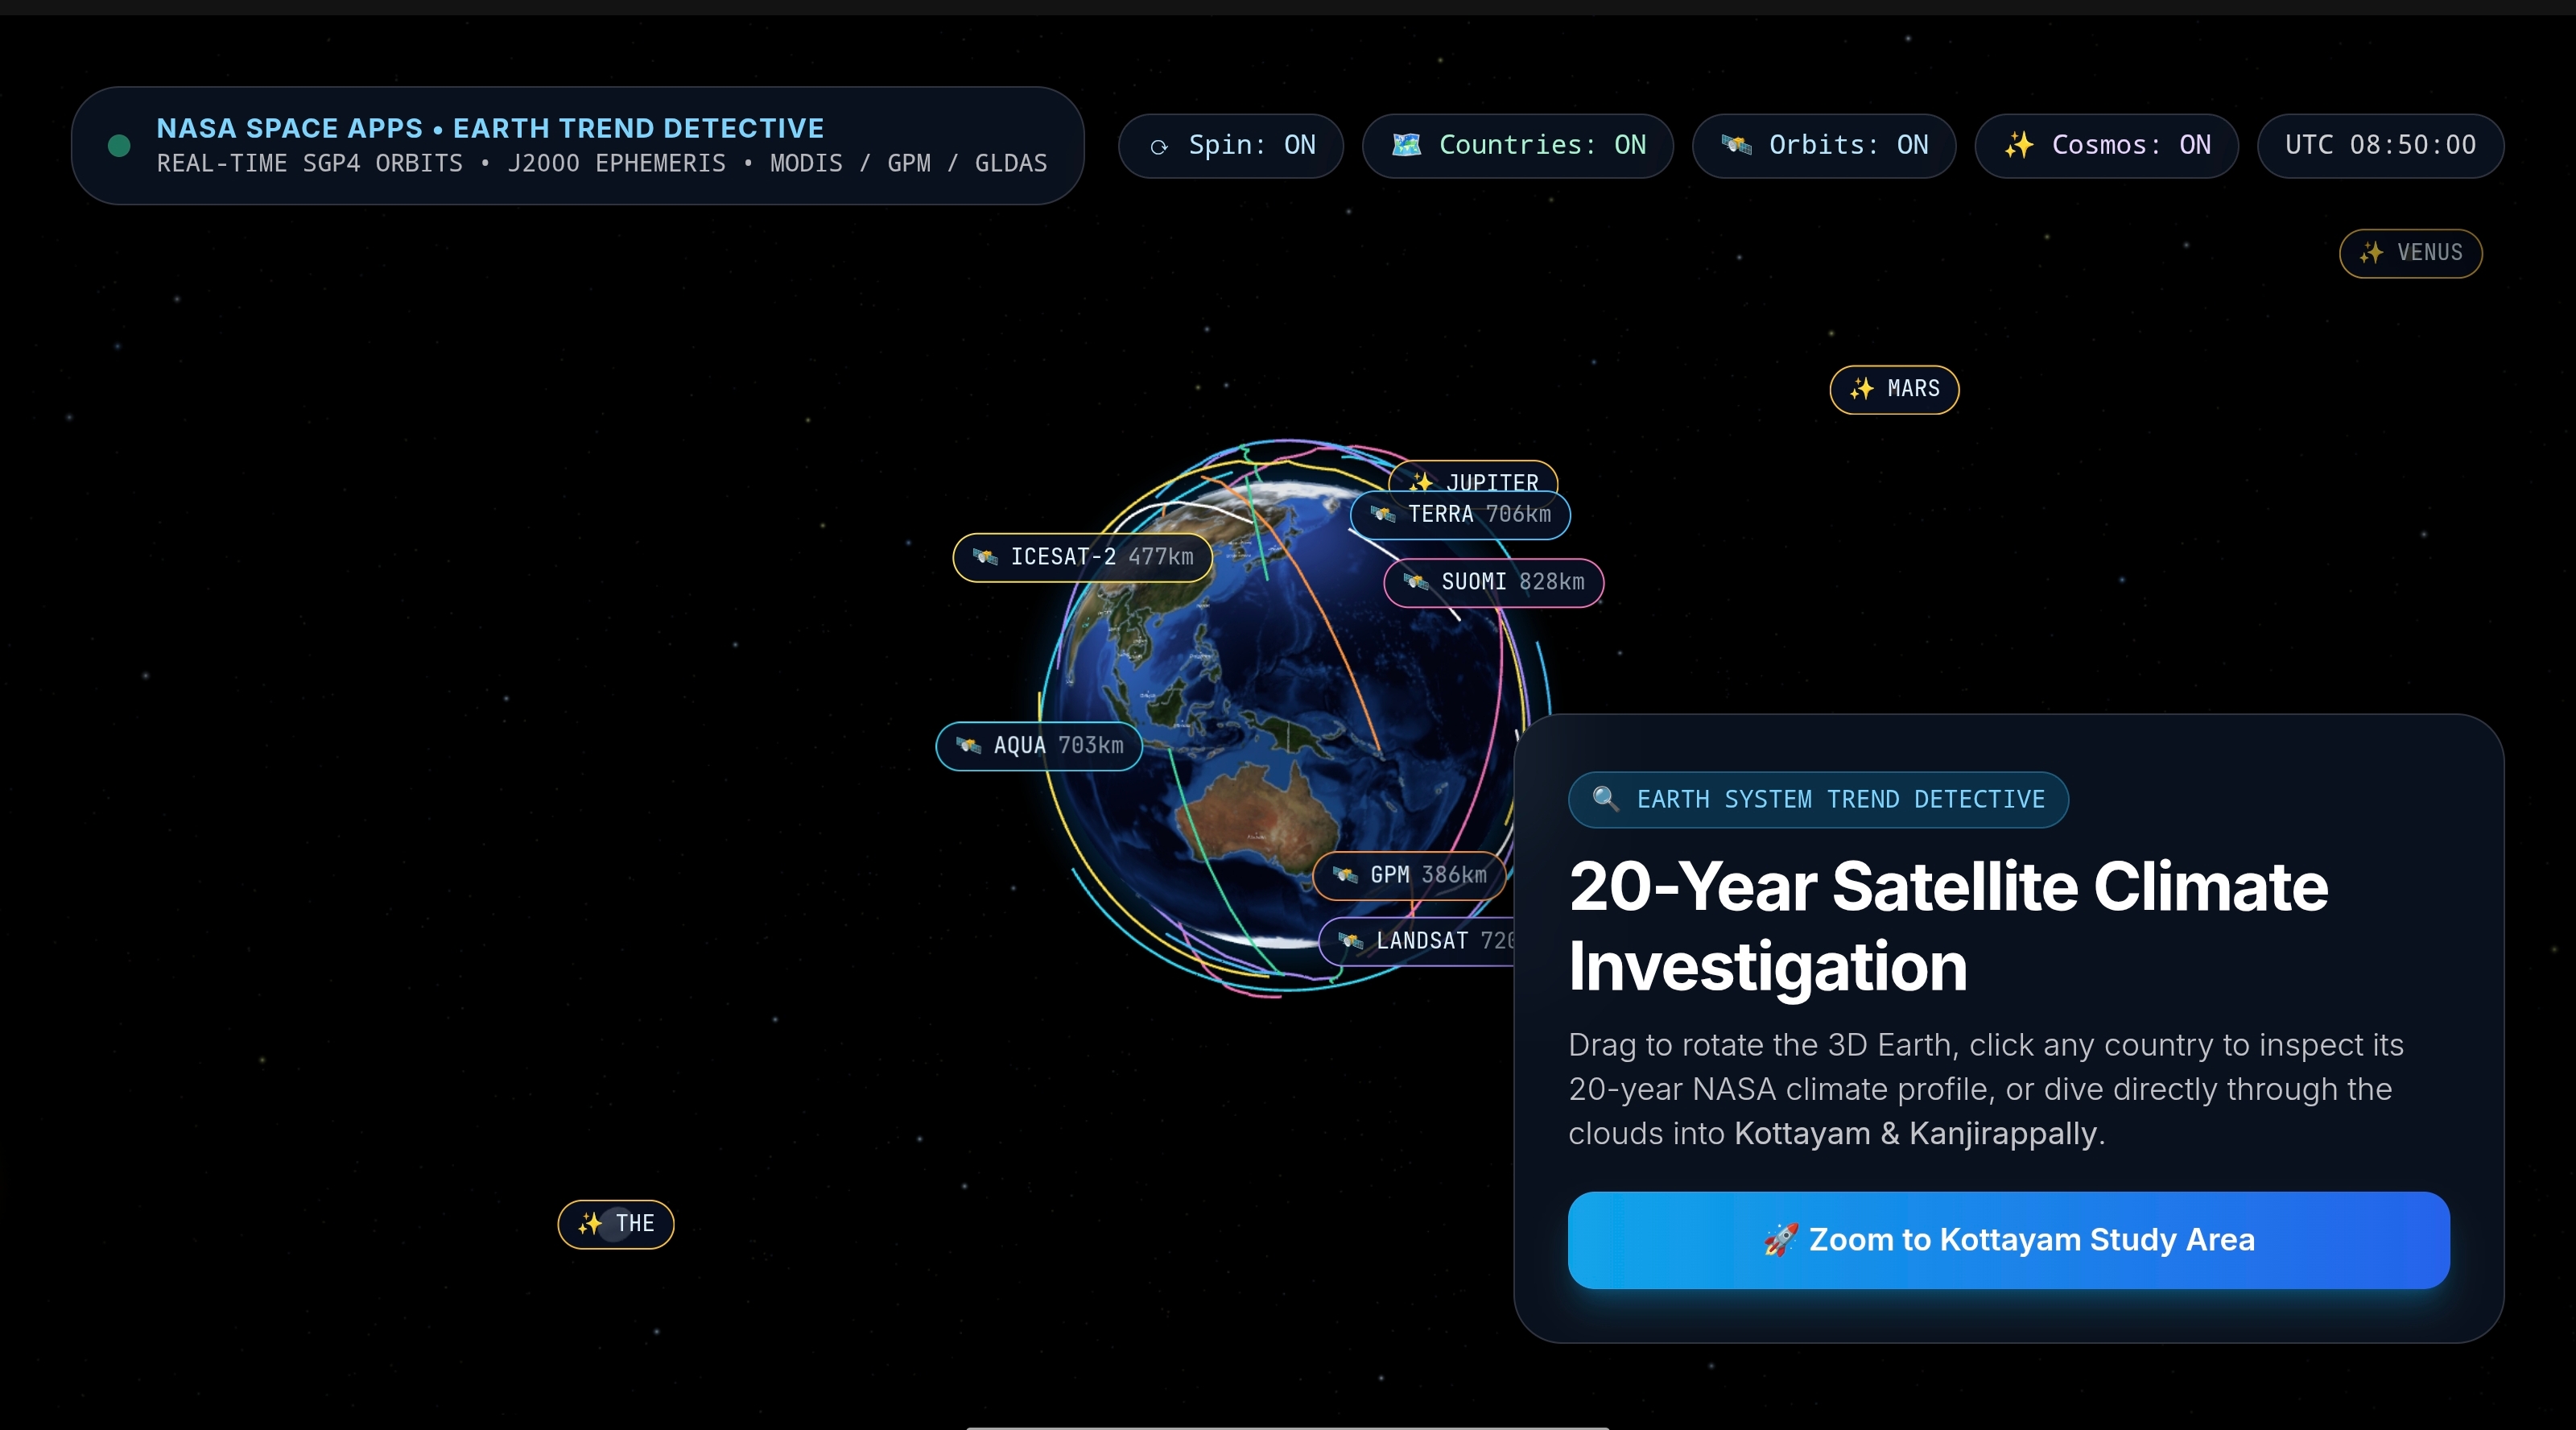 NASA SPACE APPS • EARTH TREND DETECTIVE
REAL-TIME SGP4 ORBITS • J2000 EPHEMERIS • MODIS / GPM / GLDAS
⟳ Spin: ON
🗺️ Countries: ON
🛰️ Orbits: ON
✨ Cosmos: ON
UTC 08:50:00
✨ VENUS
✨ MARS
✨ JUPITER
🛰️ TERRA 706km
🛰️ ICESAT-2 477km
🛰️ SUOMI 828km
🛰️ AQUA 703km
🛰️ GPM 386km
🛰️ LANDSAT 720
🔍 EARTH SYSTEM TREND DETECTIVE
20-Year Satellite Climate
Investigation
Drag to rotate the 3D Earth, click any country to inspect its
20-year NASA climate profile, or dive directly through the
clouds into Kottayam & Kanjirappally.
🚀 Zoom to Kottayam Study Area
✨ THE